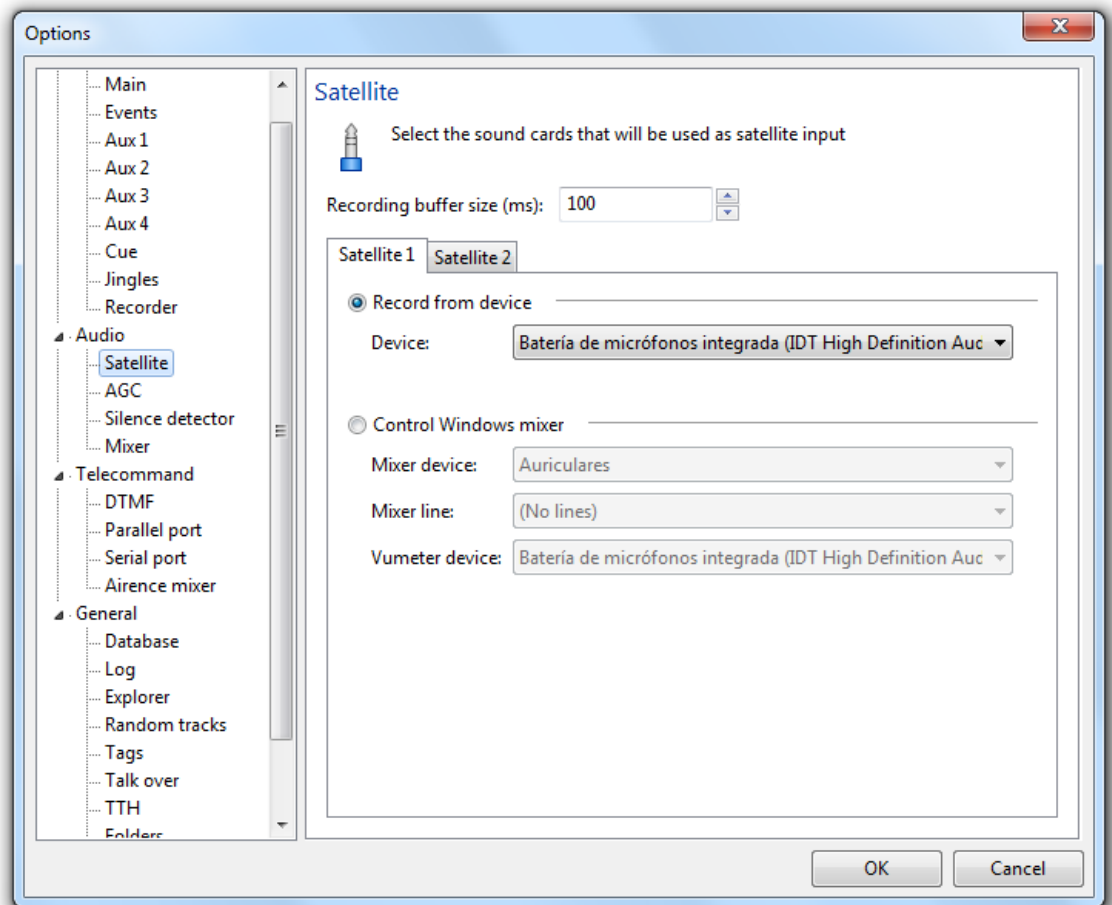 Options
Main
Events
Aux 1
Aux 2
Aux 3
Aux 4
Cue
Jingles
Recorder
Audio
Satellite
AGC
Silence detector
Mixer
Telecommand
DTMF
Parallel port
Serial port
Airence mixer
General
Database
Log
Explorer
Random tracks
Tags
Talk over
TTH
Folders
Satellite
Select the sound cards that will be used as satellite input
Recording buffer size (ms): 100
Satellite 1 Satellite 2
Record from device
Device: Batería de micrófonos integrada (IDT High Definition Auc
Control Windows mixer
Mixer device: Auriculares
Mixer line: (No lines)
Vumeter device: Batería de micrófonos integrada (IDT High Definition Auc
OK Cancel